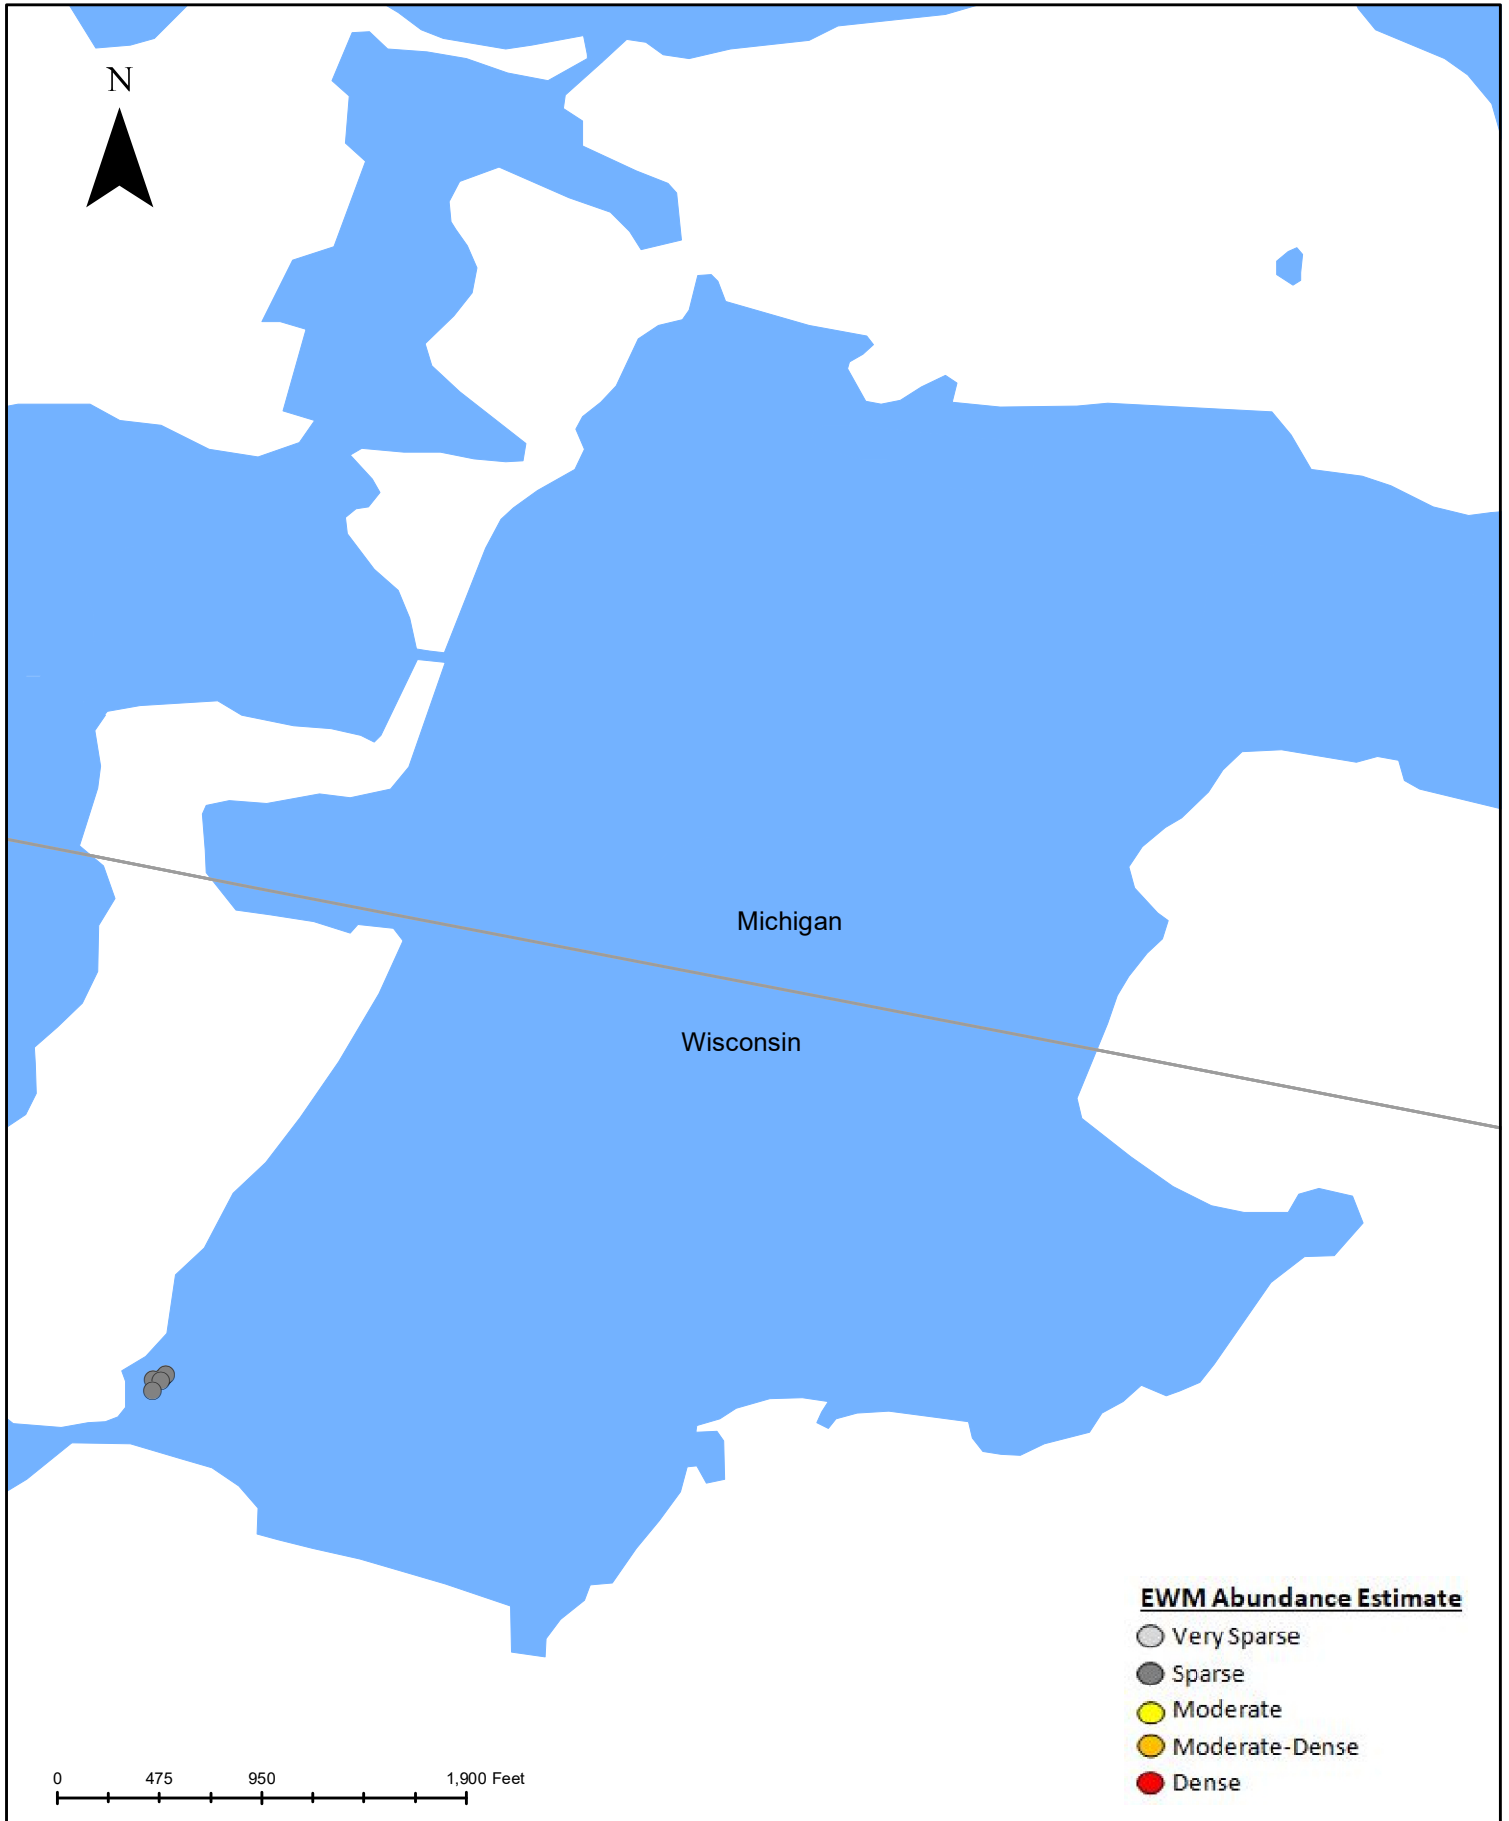 N
Michigan
Wisconsin
EWM Abundance Estimate
Very Sparse
Sparse
Moderate
Moderate-Dense
Dense
0 475 950 1,900 Feet